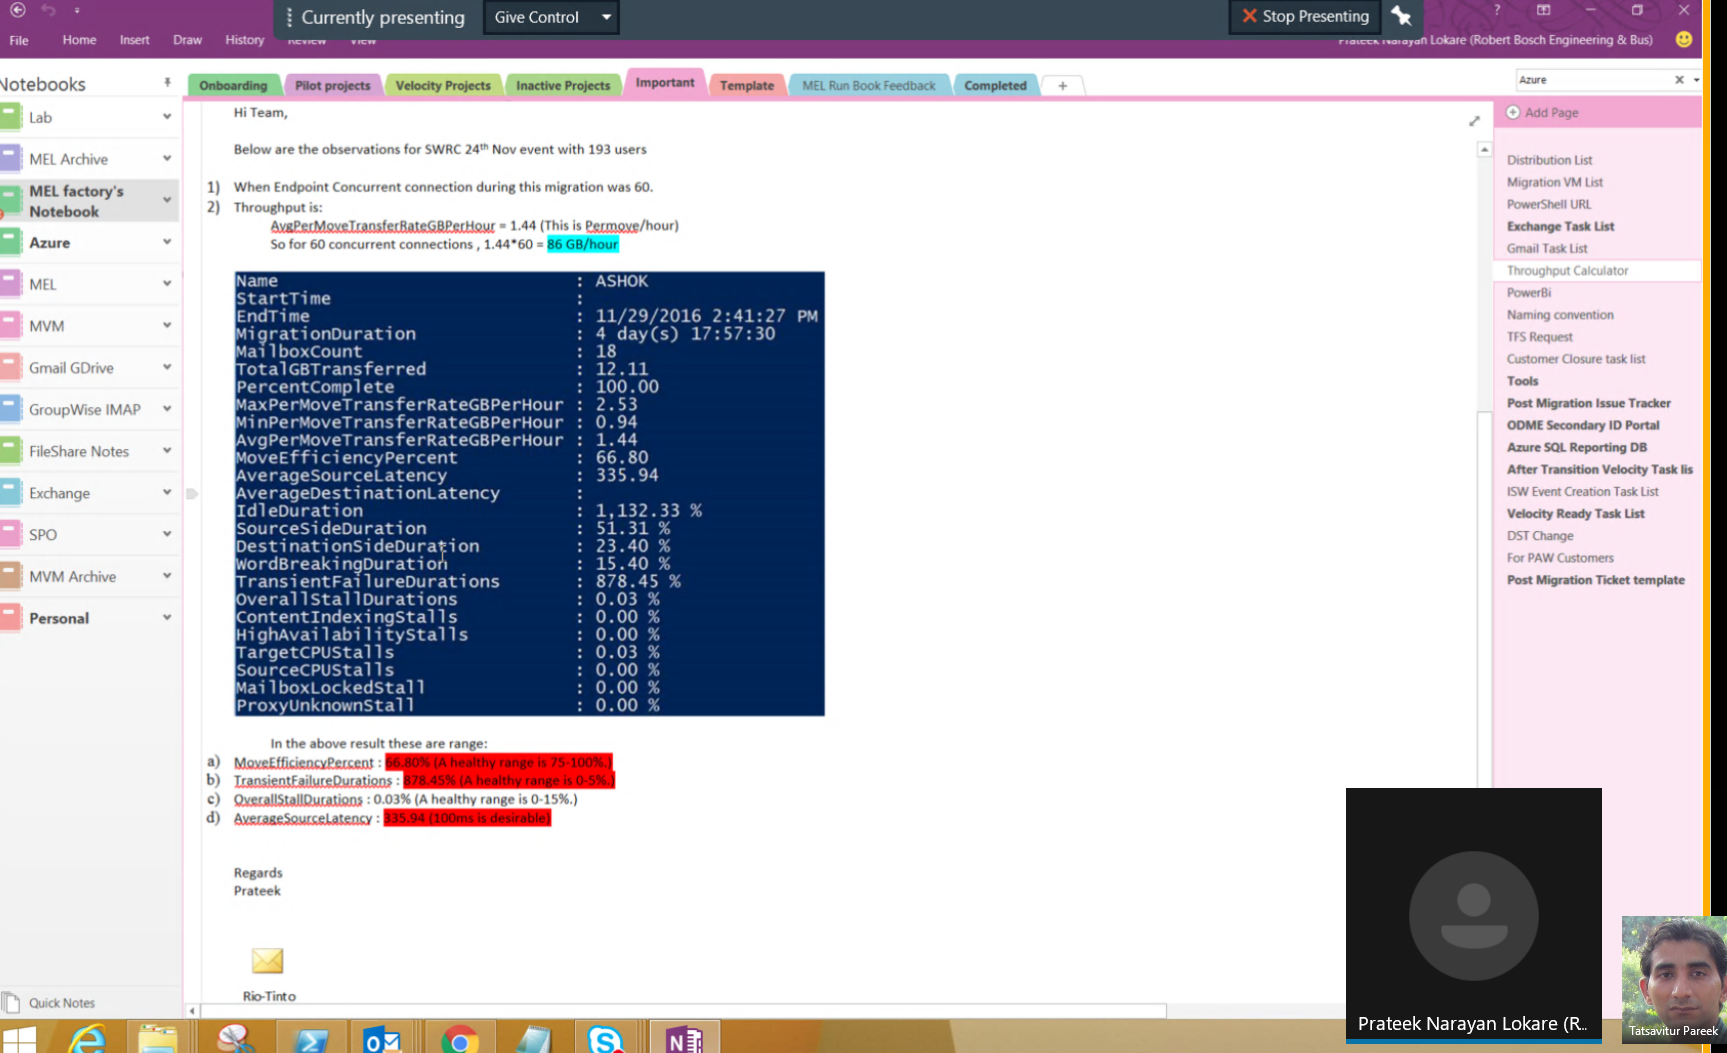 Currently presenting
Give Control
Stop Presenting
File
Home
Insert
Draw
History
Review
View
Prateek Narayan Lokare (Robert Bosch Engineering & Bus)
Notebooks
Lab
MEL Archive
MEL factory's
Notebook
Azure
MEL
MVM
Gmail GDrive
GroupWise IMAP
FileShare Notes
Exchange
SPO
MVM Archive
Personal
Quick Notes
Onboarding
Pilot projects
Velocity Projects
Inactive Projects
Important
Template
MEL Run Book Feedback
Completed
+
Azure
Hi Team,
Below are the observations for SWRC 24th Nov event with 193 users
1) When Endpoint Concurrent connection during this migration was 60.
2) Throughput is:
AvgPerMoveTransferRateGBPerHour = 1.44 (This is Permove/hour)
So for 60 concurrent connections , 1.44*60 = 86 GB/hour
Name : ASHOK
StartTime :
EndTime : 11/29/2016 2:41:27 PM
MigrationDuration : 4 day(s) 17:57:30
MailboxCount : 18
TotalGBTransferred : 12.11
PercentComplete : 100.00
MaxPerMoveTransferRateGBPerHour : 2.53
MinPerMoveTransferRateGBPerHour : 0.94
AvgPerMoveTransferRateGBPerHour : 1.44
MoveEfficiencyPercent : 66.80
AverageSourceLatency : 335.94
AverageDestinationLatency :
IdleDuration : 1,132.33 %
SourceSideDuration : 51.31 %
DestinationSideDuration : 23.40 %
WordBreakingDuration : 15.40 %
TransientFailureDurations : 878.45 %
OverallStallDurations : 0.03 %
ContentIndexingStalls : 0.00 %
HighAvailabilityStalls : 0.00 %
TargetCPUStalls : 0.03 %
SourceCPUStalls : 0.00 %
MailboxLockedStall : 0.00 %
ProxyUnknownStall : 0.00 %
In the above result these are range:
a) MoveEfficiencyPercent : 66.80% (A healthy range is 75-100%.)
b) TransientFailureDurations : 878.45% (A healthy range is 0-5%.)
c) OverallStallDurations : 0.03% (A healthy range is 0-15%.)
d) AverageSourceLatency : 335.94 (100ms is desirable)
Regards
Prateek
Rio-Tinto
Add Page
Distribution List
Migration VM List
PowerShell URL
Exchange Task List
Gmail Task List
Throughput Calculator
PowerBi
Naming convention
TFS Request
Customer Closure task list
Tools
Post Migration Issue Tracker
ODME Secondary ID Portal
Azure SQL Reporting DB
After Transition Velocity Task lis
ISW Event Creation Task List
Velocity Ready Task List
DST Change
For PAW Customers
Post Migration Ticket template
Prateek Narayan Lokare (R...
Tatsavitur Pareek